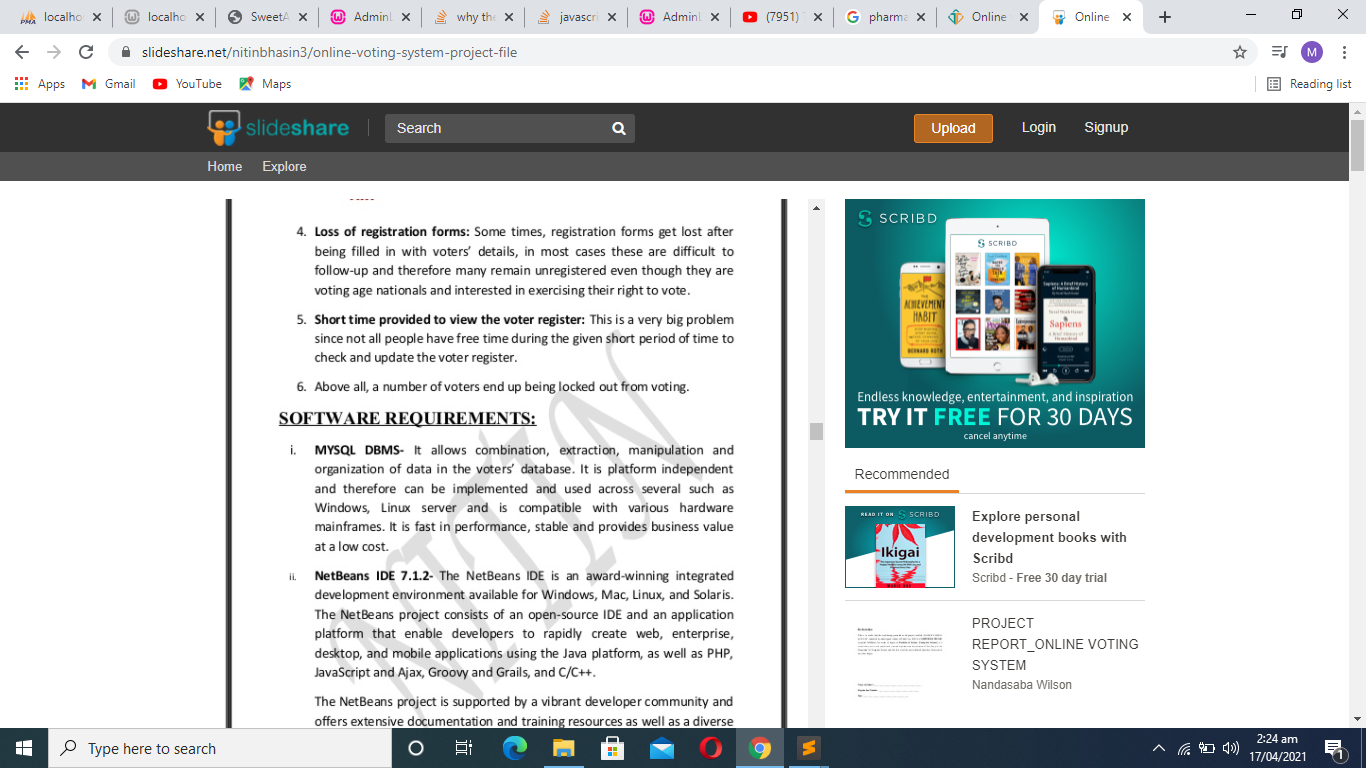 localho
localho
SweetA
AdminL
why the
javascri
AdminL
(7951)
pharma
Online
Online
slideshare.net/nitinbhasin3/online-voting-system-project-file
M
Apps
Gmail
YouTube
Maps
Reading list
slideshare
Search
Upload
Login
Signup
Home
Explore
4. Loss of registration forms: Some times, registration forms get lost after
being filled in with voters' details, in most cases these are difficult to
follow-up and therefore many remain unregistered even though they are
voting age nationals and interested in exercising their right to vote.
5. Short time provided to view the voter register: This is a very big problem
since not all people have free time during the given short period of time to
check and update the voter register.
6. Above all, a number of voters end up being locked out from voting.
SOFTWARE REQUIREMENTS:
i. MYSQL DBMS- It allows combination, extraction, manipulation and
organization of data in the voters' database. It is platform independent
and therefore can be implemented and used across several such as
Windows, Linux server and is compatible with various hardware
mainframes. It is fast in performance, stable and provides business value
at a low cost.
ii. NetBeans IDE 7.1.2- The NetBeans IDE is an award-winning integrated
development environment available for Windows, Mac, Linux, and Solaris.
The NetBeans project consists of an open-source IDE and an application
platform that enable developers to rapidly create web, enterprise,
desktop, and mobile applications using the Java platform, as well as PHP,
JavaScript and Ajax, Groovy and Grails, and C/C++.
The NetBeans project is supported by a vibrant developer community and
offers extensive documentation and training resources as well as a diverse
NITIN
SCRIBD
SCRIBD
ACHIEVEMENT
HABIT
BERNARD ROTH
Sapiens
Endless knowledge, entertainment, and inspiration
TRY IT FREE FOR 30 DAYS
cancel anytime
Recommended
READ IT ON SCRIBD
Ikigai
Explore personal
development books with
Scribd
Scribd - Free 30 day trial
PROJECT
REPORT_ONLINE VOTING
SYSTEM
Nandasaba Wilson
Type here to search
2:24 am
17/04/2021
1